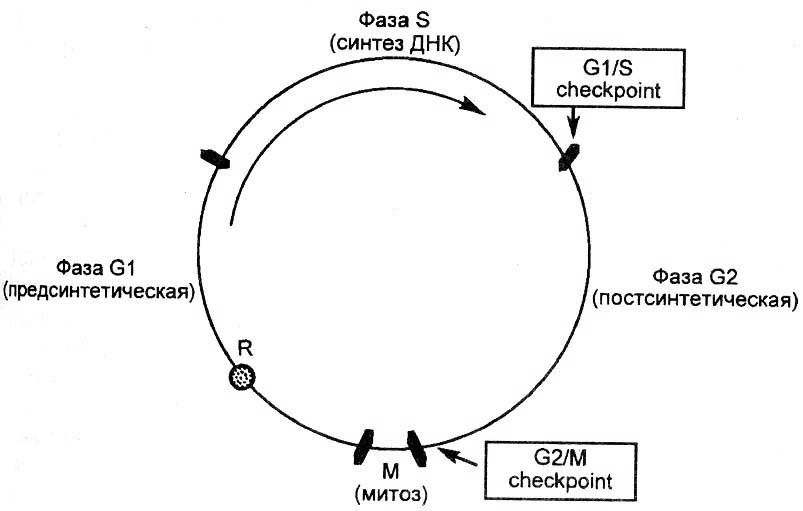 Фаза S
(синтез ДНК)
G1/S
checkpoint
Фаза G1
(предсинтетическая)
Фаза G2
(постсинтетическая)
R
M
(митоз)
G2/M
checkpoint